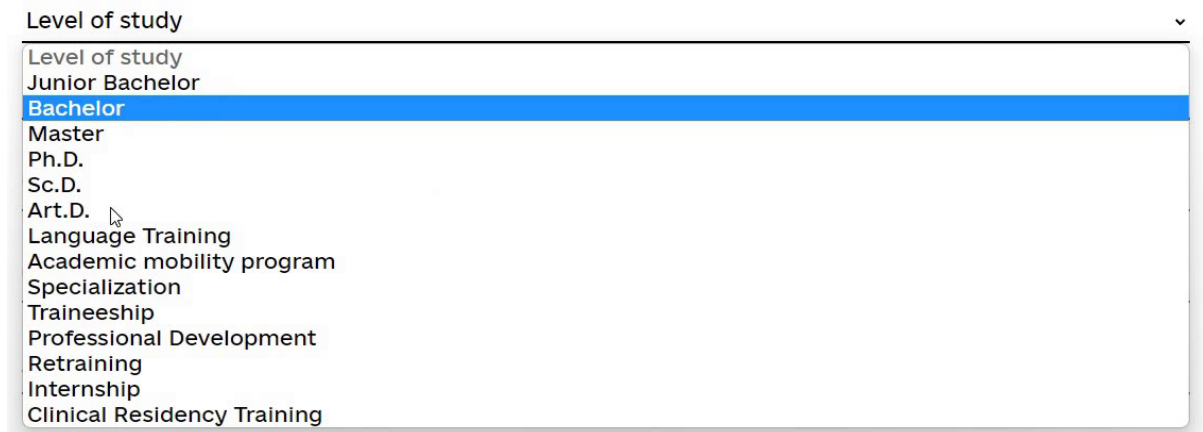 Level of study
Level of study
Junior Bachelor
Bachelor
Master
Ph.D.
Sc.D.
Art.D.
Language Training
Academic mobility program
Specialization
Traineeship
Professional Development
Retraining
Internship
Clinical Residency Training